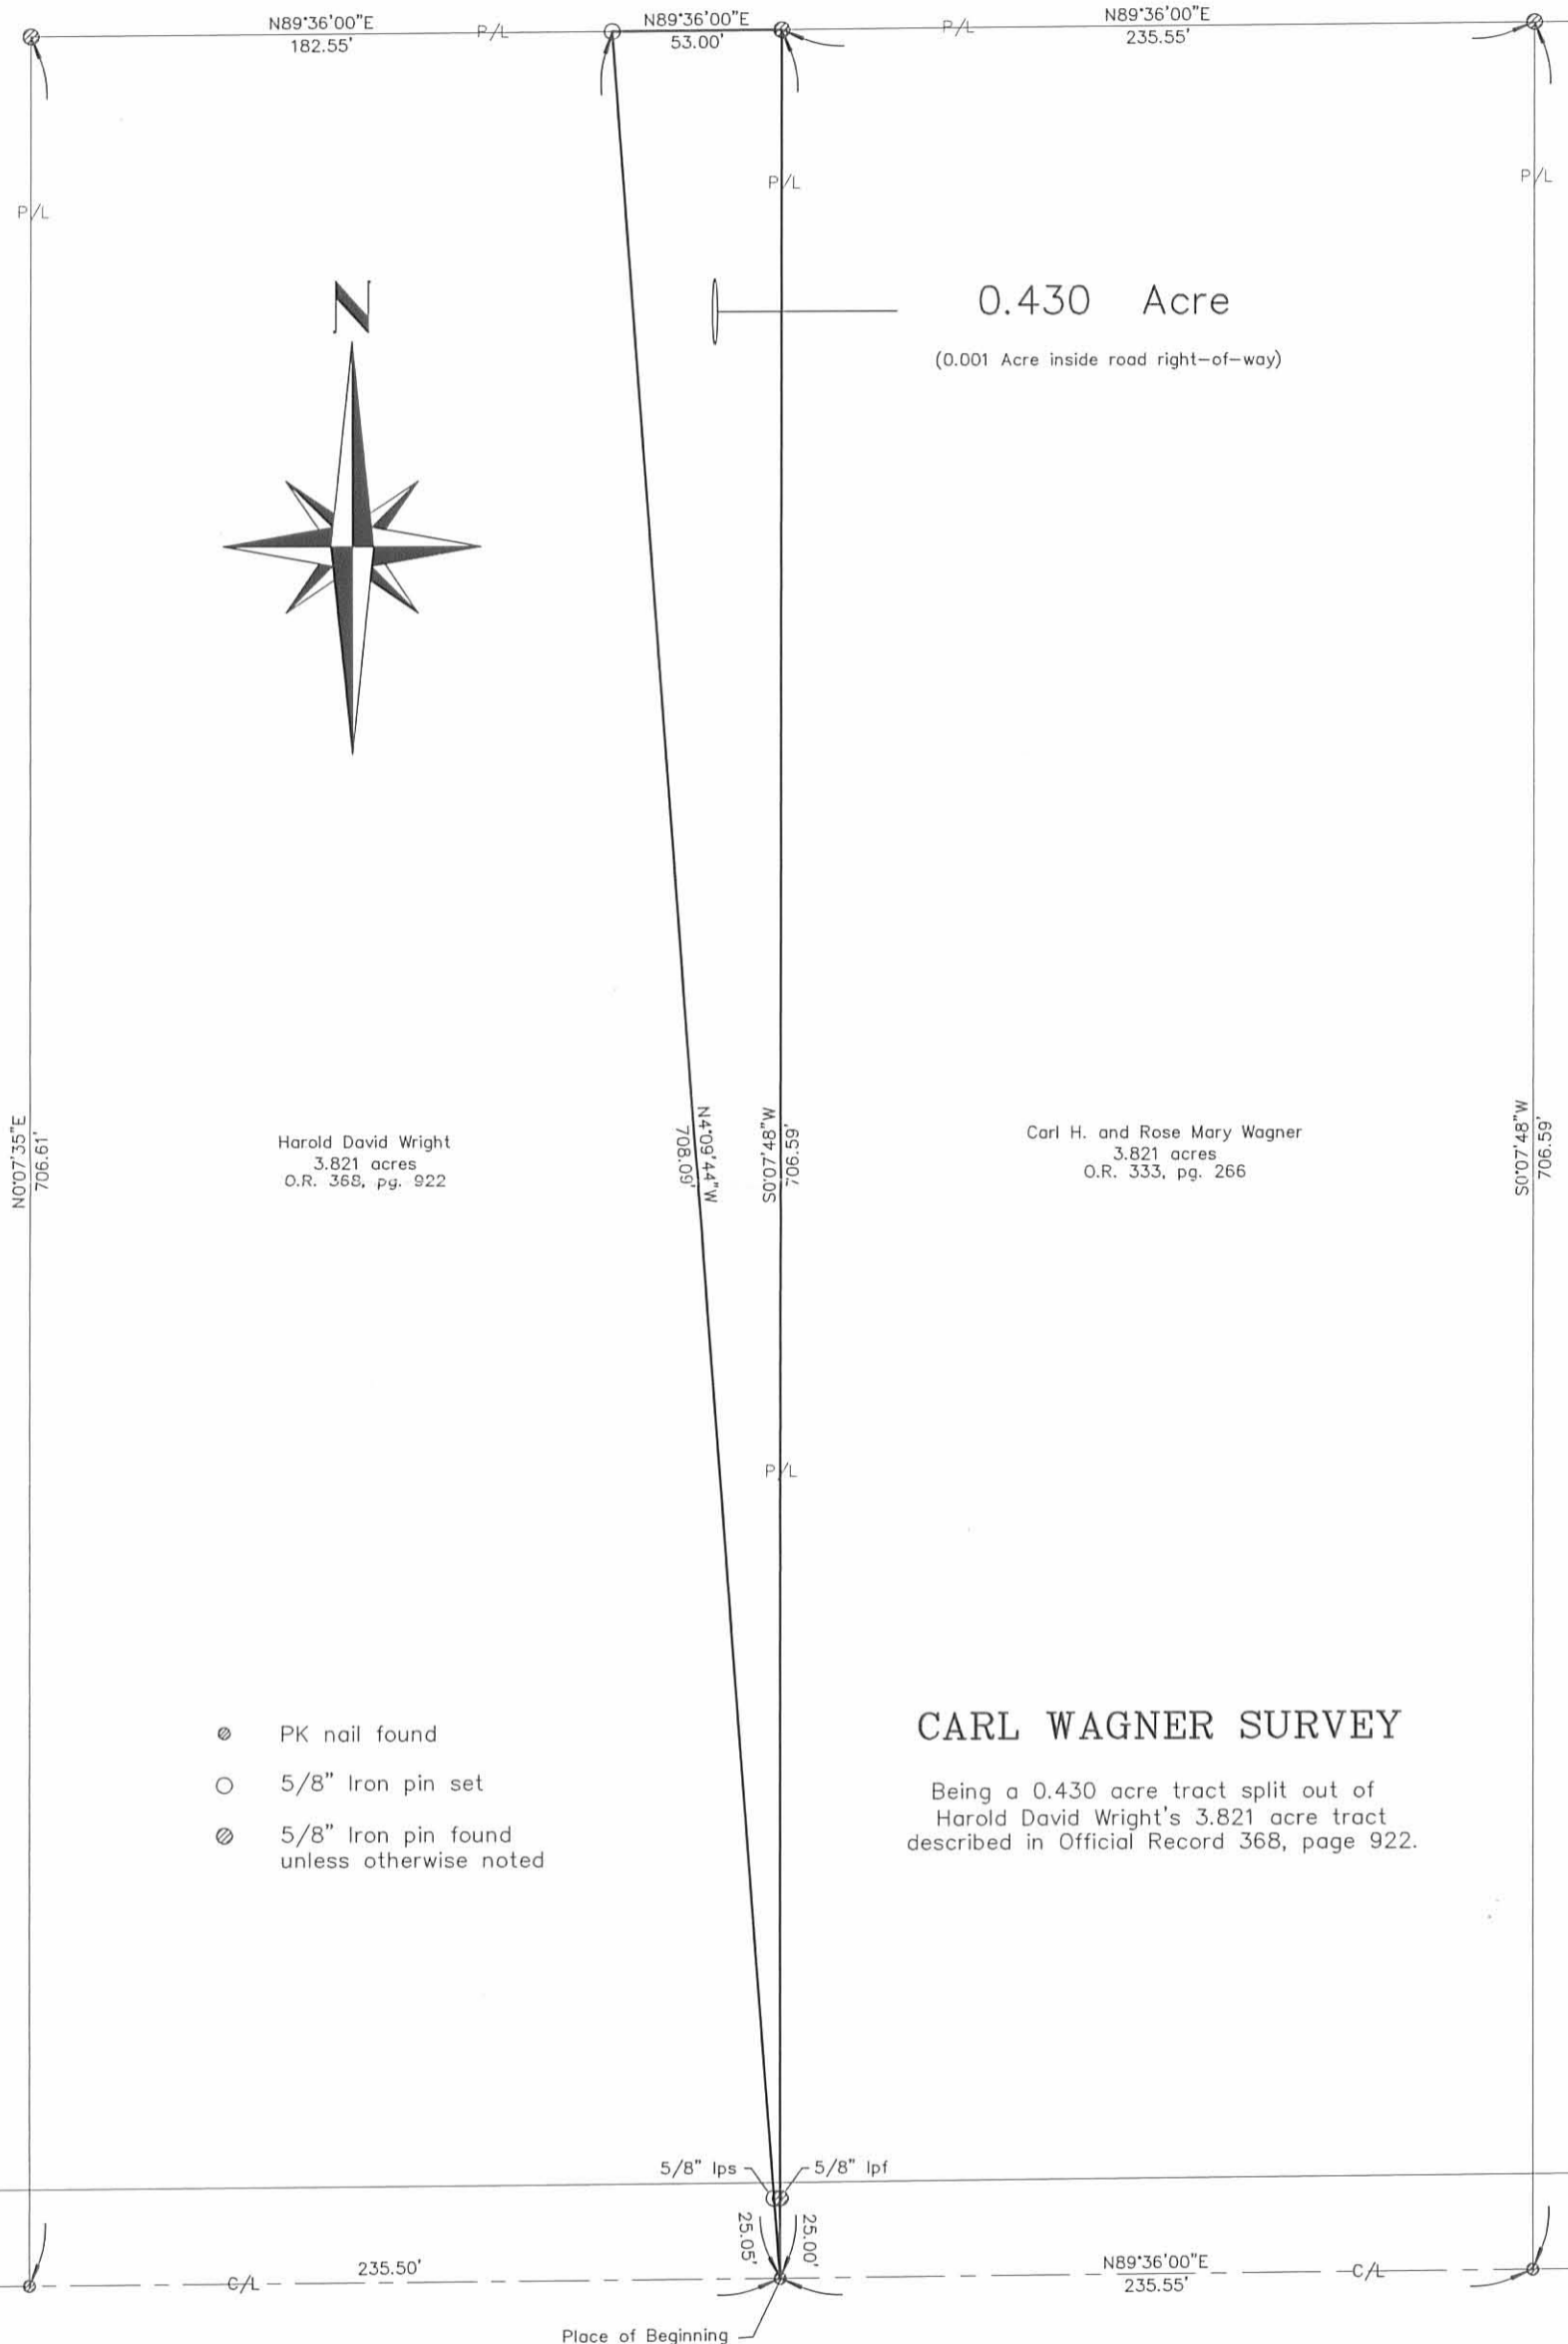 N89°36'00"E
182.55'
P/L
N89°36'00"E
53.00'
P/L
N89°36'00"E
235.55'
P/L
P/L
P/L
N
0.430 Acre
(0.001 Acre inside road right-of-way)
N0°07'35"E
706.61'
Harold David Wright
3.821 acres
O.R. 368, pg. 922
N4°09'44"W
708.09'
S0°07'48"W
706.59'
Carl H. and Rose Mary Wagner
3.821 acres
O.R. 333, pg. 266
S0°07'48"W
706.59'
P/L
PK nail found
5/8" Iron pin set
5/8" Iron pin found
unless otherwise noted
CARL WAGNER SURVEY
Being a 0.430 acre tract split out of
Harold David Wright's 3.821 acre tract
described in Official Record 368, page 922.
5/8" Ips
5/8" Ipf
25.05'
25.00'
C/L
235.50'
N89°36'00"E
235.55'
C/L
Place of Beginning